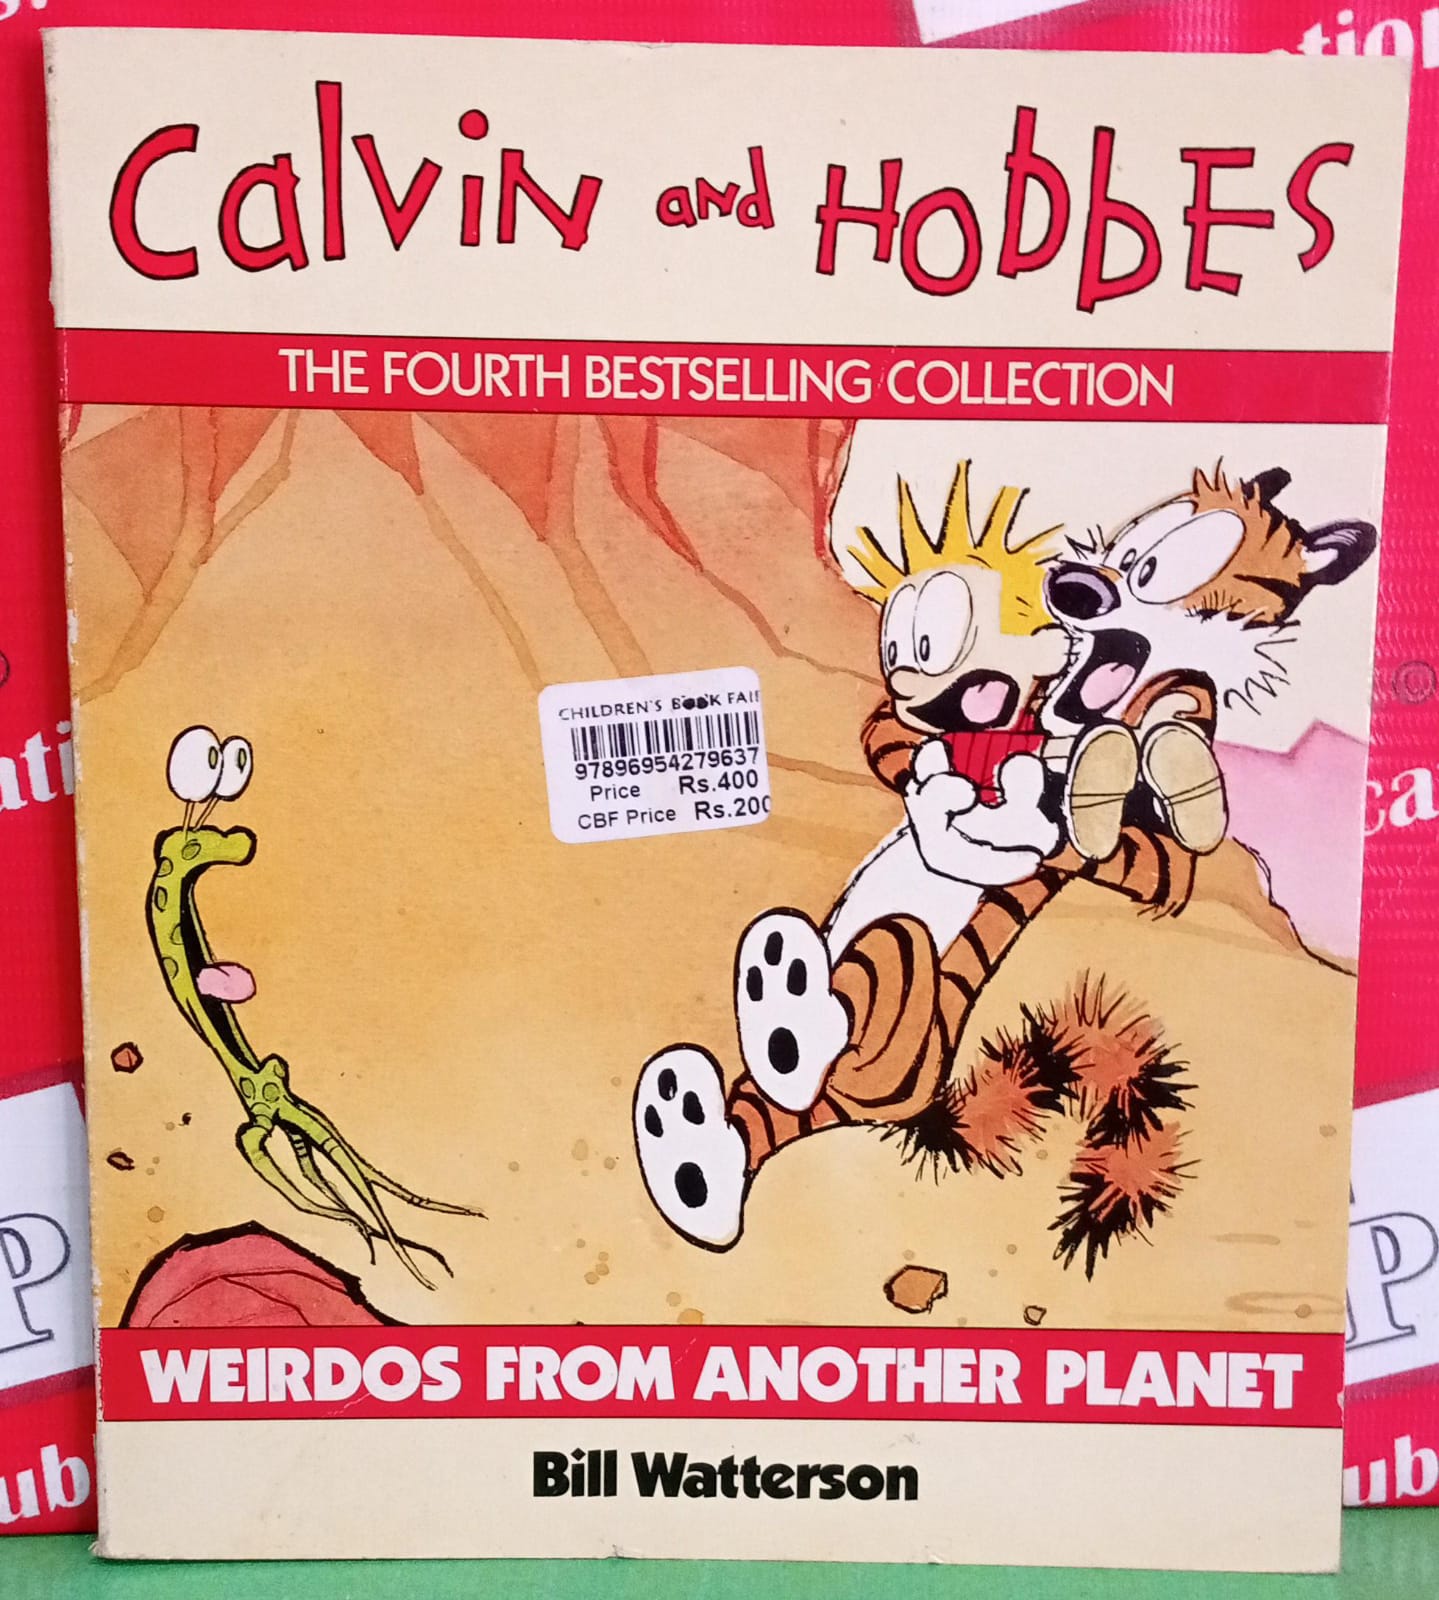 Calvin and HobbEs
THE FOURTH BESTSELLING COLLECTION
CHILDREN'S BOOK FAI
97896954279637
Price Rs.400
CBF Price Rs.200
WEIRDOS FROM ANOTHER PLANET
Bill Watterson